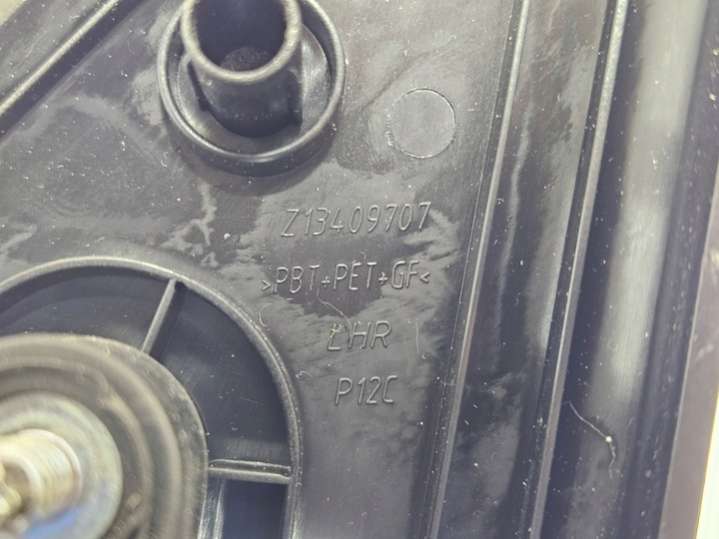 Z13409707
>PBT+PET+GF<
LHR
P12C